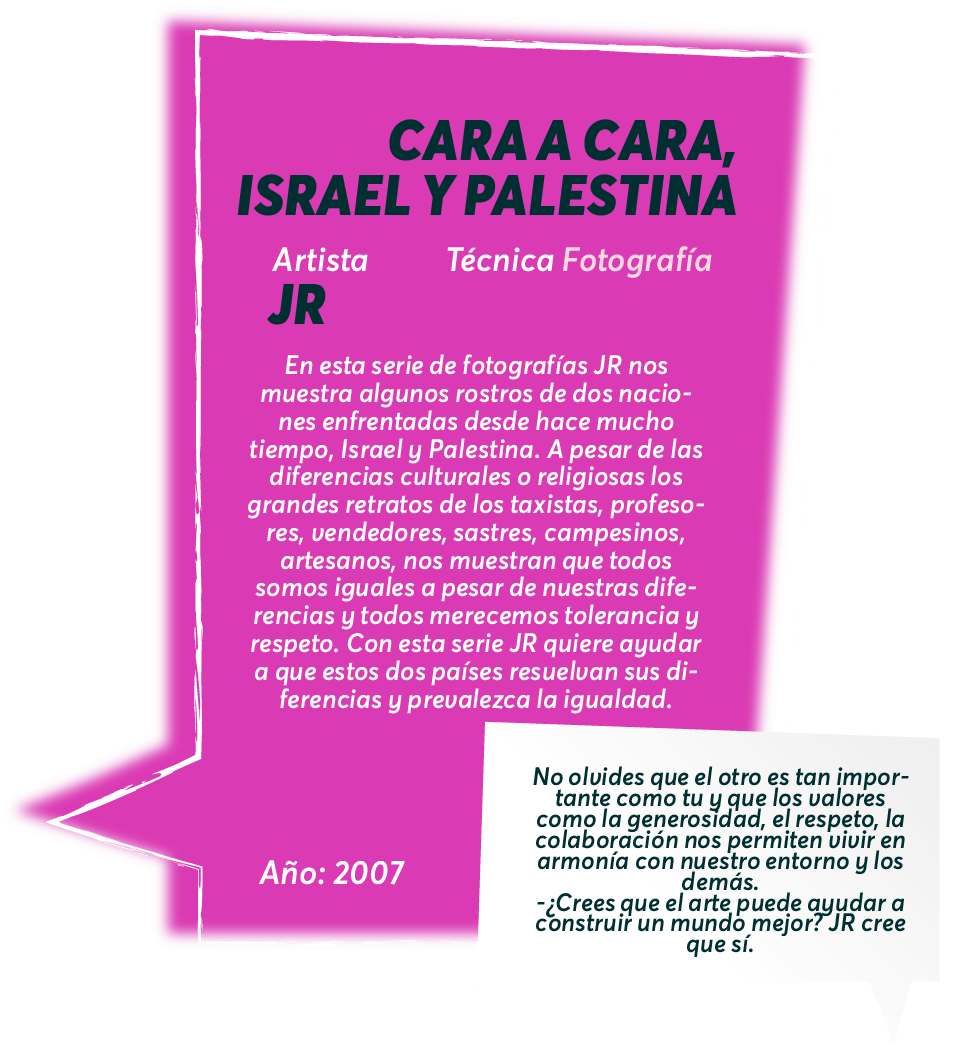 CARA A CARA,
ISRAEL Y PALESTINA
Artista
JR
Técnica Fotografía
En esta serie de fotografías JR nos
muestra algunos rostros de dos nacio-
nes enfrentadas desde hace mucho
tiempo, Israel y Palestina. A pesar de las
diferencias culturales o religiosas los
grandes retratos de los taxistas, profeso-
res, vendedores, sastres, campesinos,
artesanos, nos muestran que todos
somos iguales a pesar de nuestras dife-
rencias y todos merecemos tolerancia y
respeto. Con esta serie JR quiere ayudar
a que estos dos países resuelvan sus di-
ferencias y prevalezca la igualdad.
Año: 2007
No olvides que el otro es tan impor-
tante como tu y que los valores
como la generosidad, el respeto, la
colaboración nos permiten vivir en
armonía con nuestro entorno y los
demás.
-¿Crees que el arte puede ayudar a
construir un mundo mejor? JR cree
que sí.